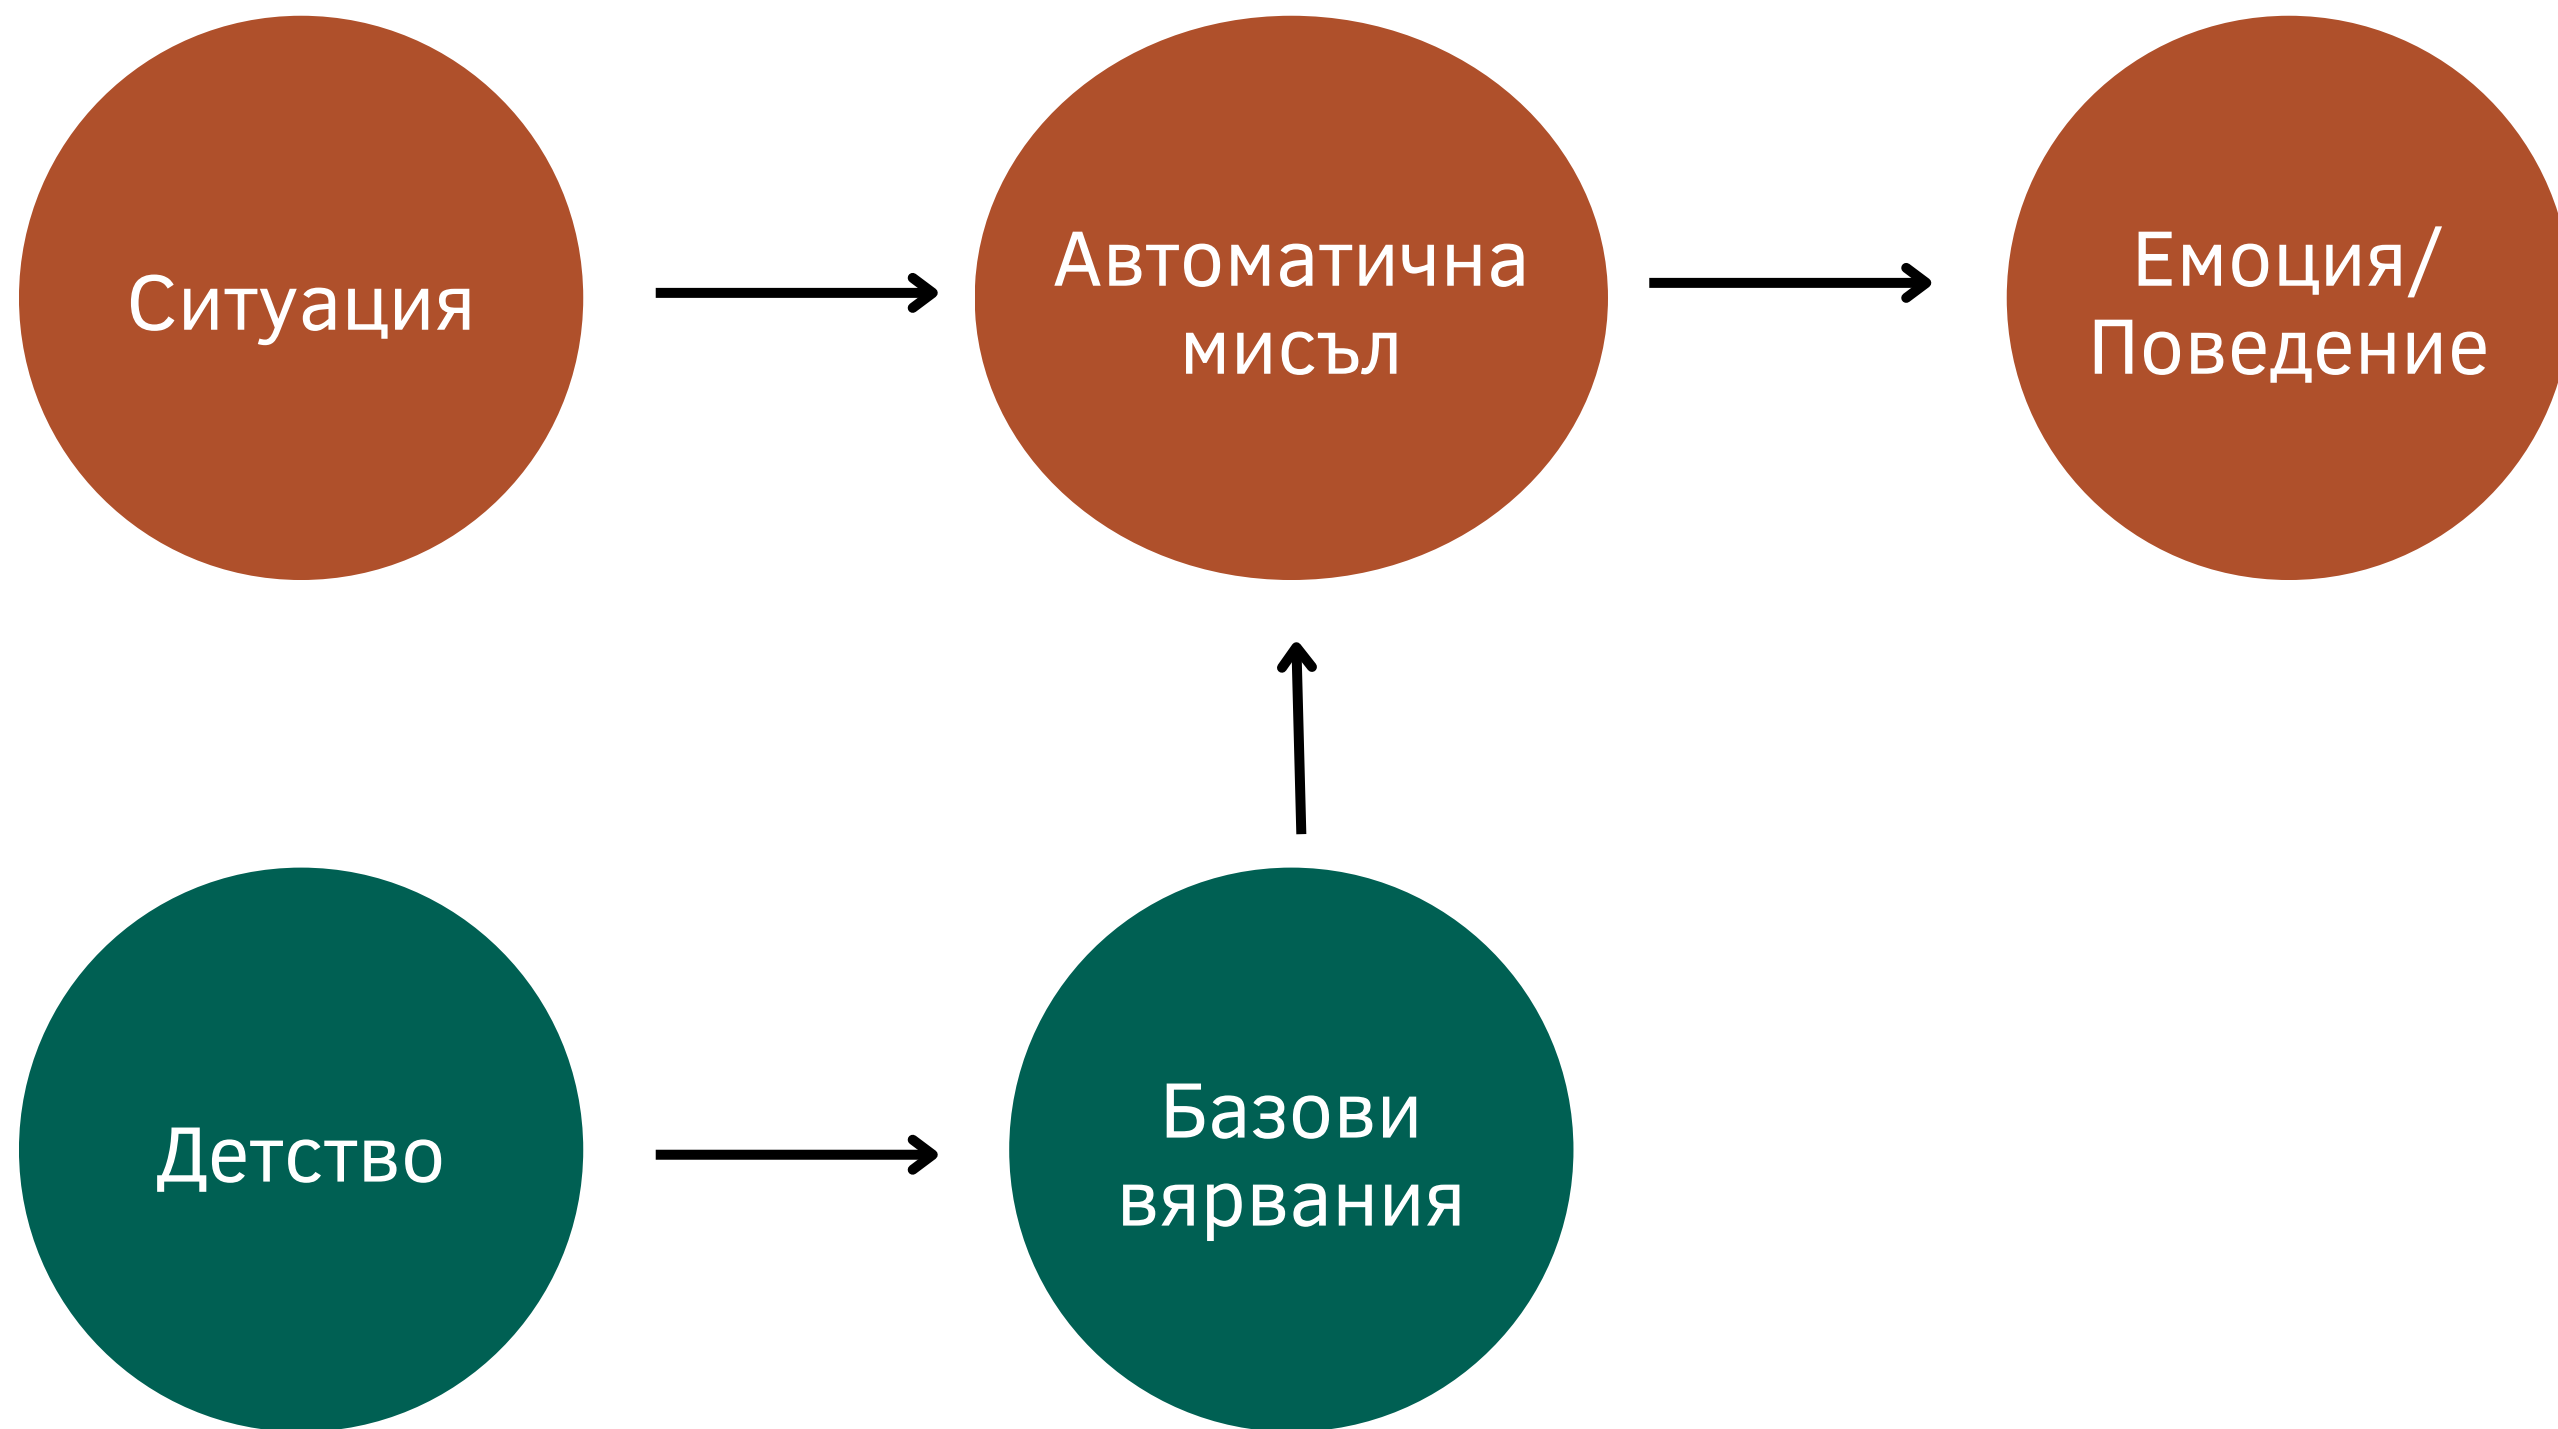 Ситуация
Автоматична
мисъл
Емоция/
Поведение
Детство
Базови
вярвания